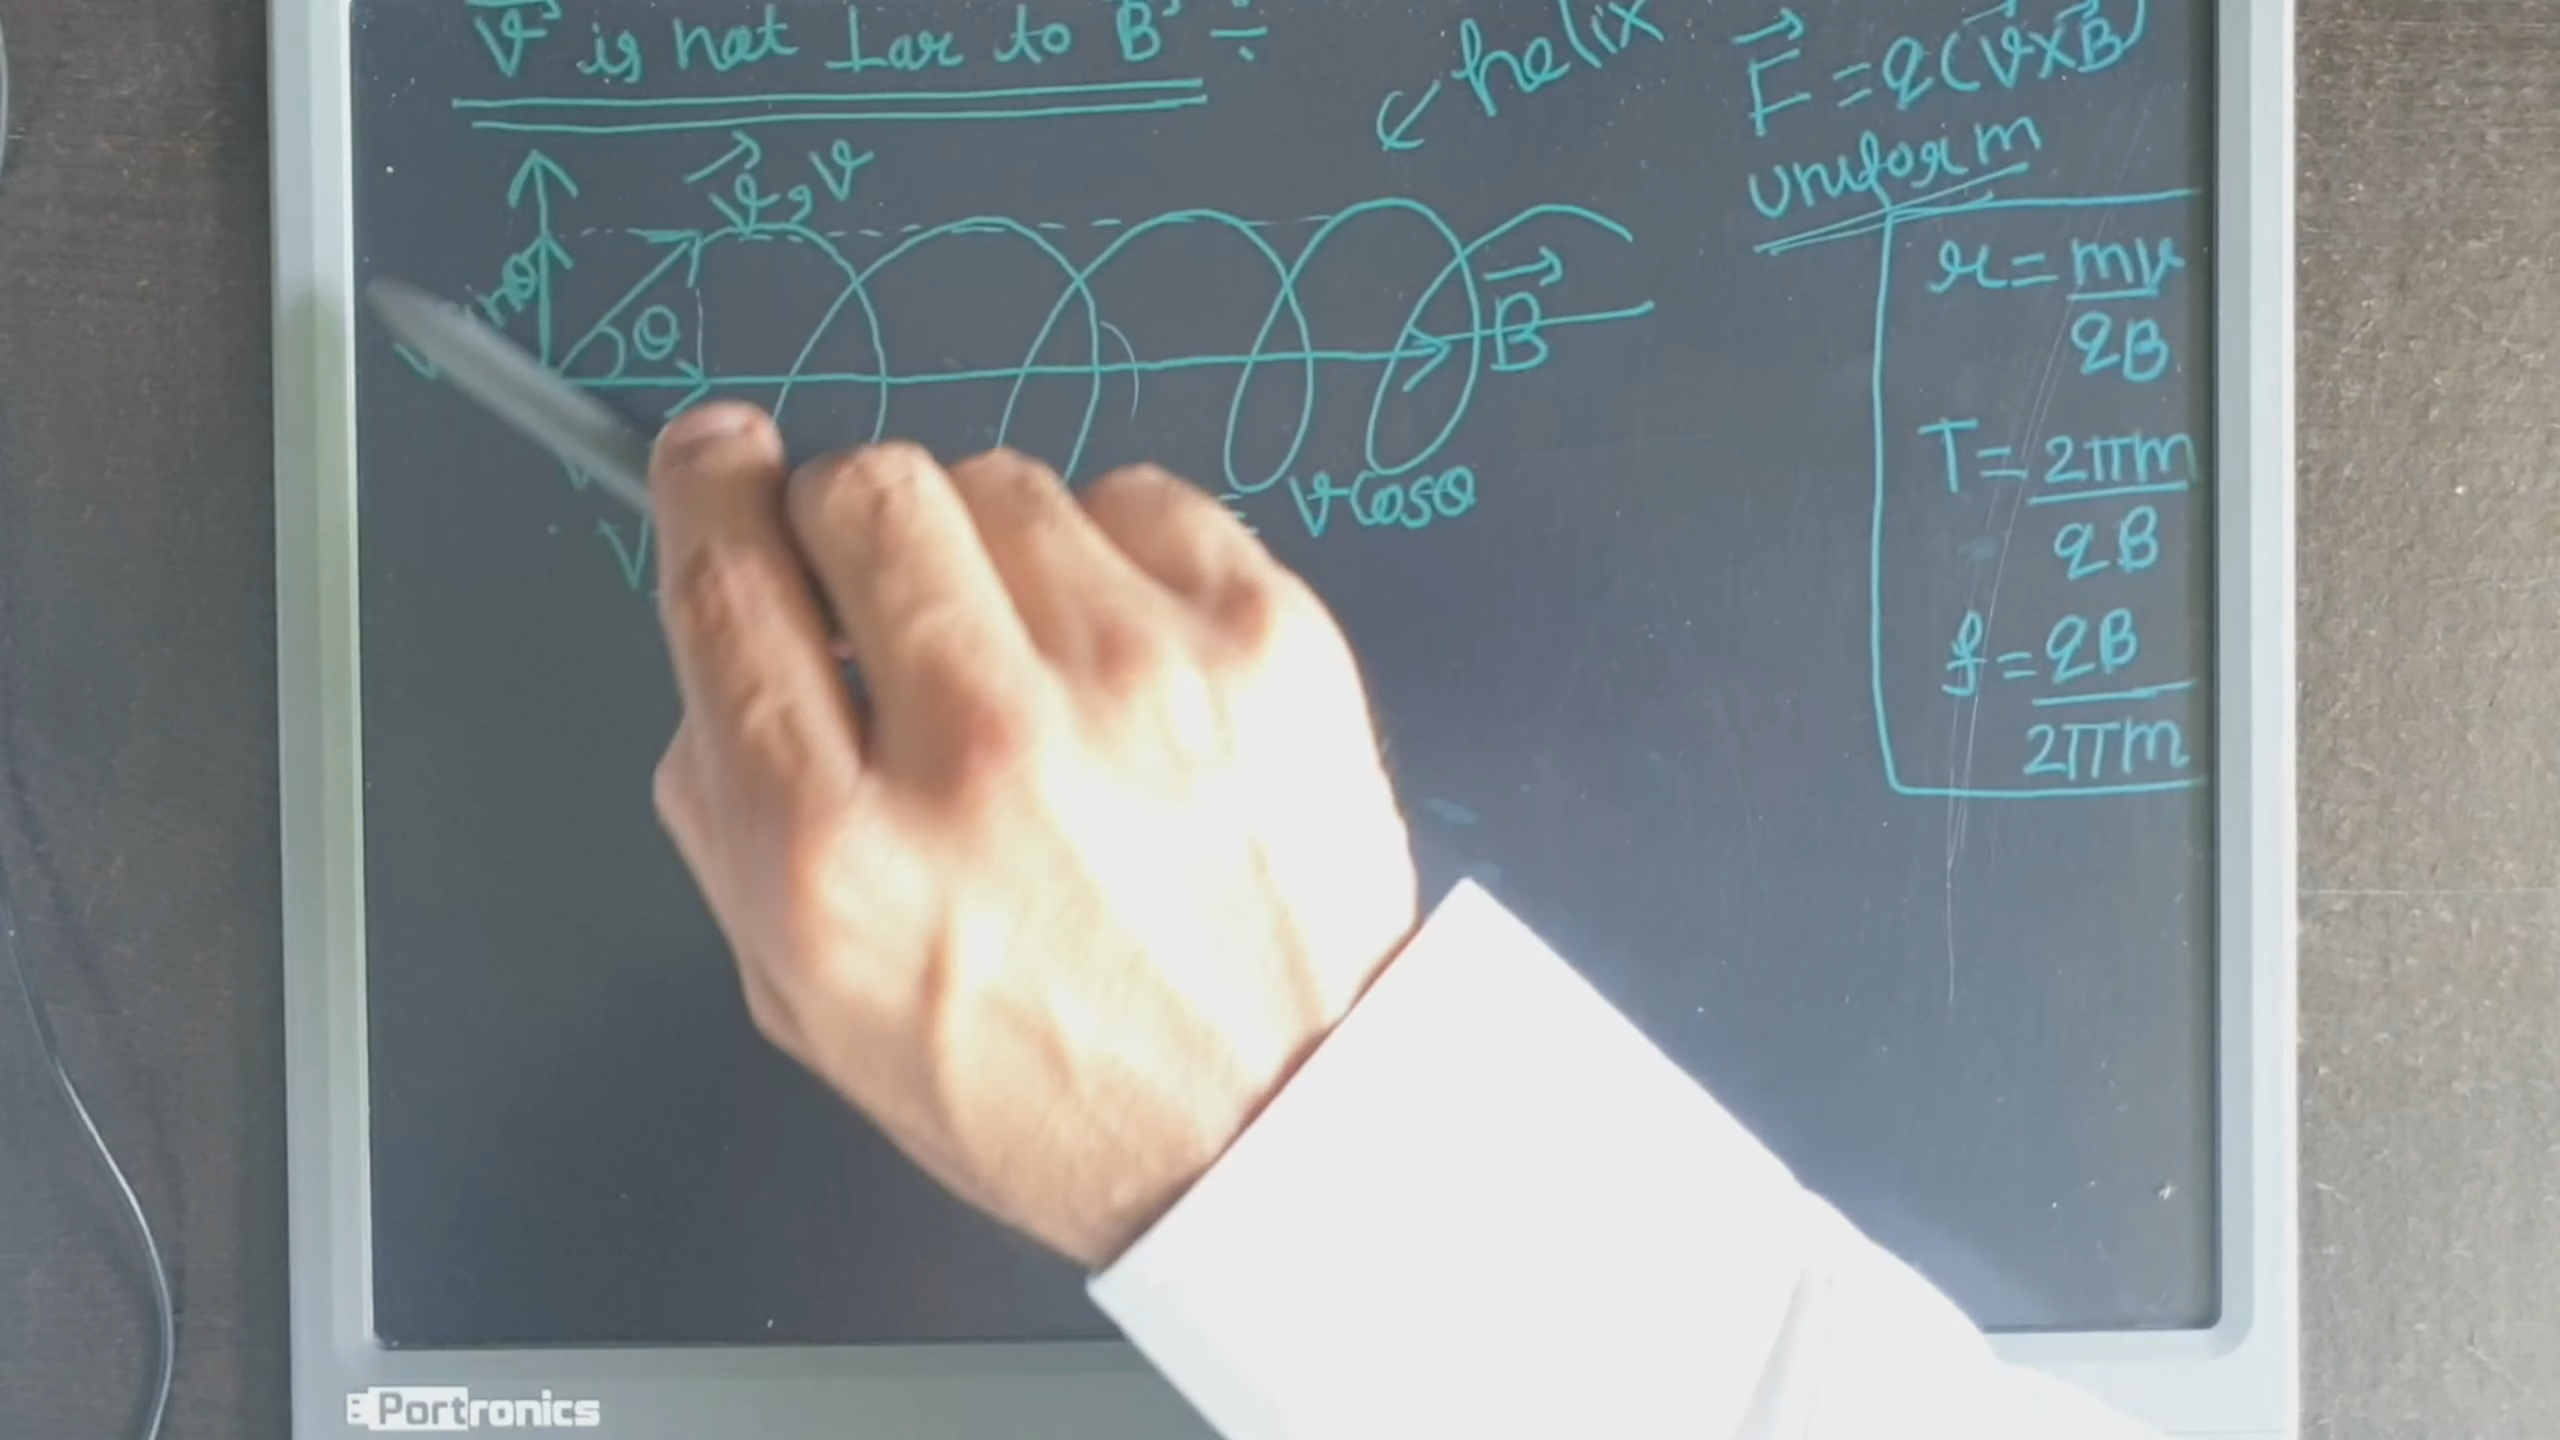 V⃗ is not ⊥ar to B⃗ ÷
helix
F⃗ = q(v⃗×B⃗)
uniform
v⃗, v
θ
B⃗
v cosθ
r = mv
qB
T = 2πm
qB
f = qB
2πm
Portronics